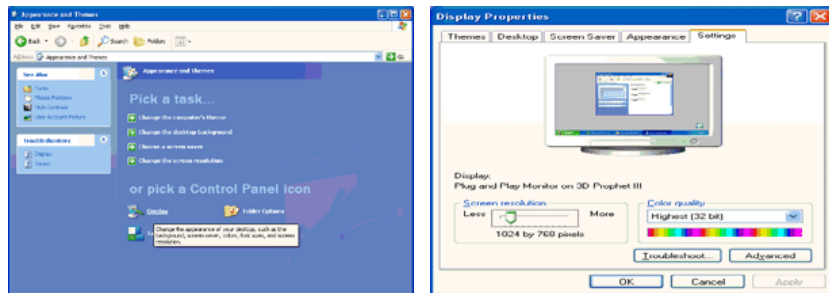 Appearance and Themes
File Edit View Favorites Tools Help
Back Search Folders
Address Appearance and Themes Go
See Also
Fonts
Mouse Pointers
High Contrast
User Account Picture
Troubleshooters
Display
Sound
Appearance and Themes
Pick a task...
Change the computer's theme
Change the desktop background
Choose a screen saver
Change the screen resolution
or pick a Control Panel icon
Display Folder Options
Change the appearance of your desktop, such as the
background, screen saver, colors, font sizes, and screen
resolution.
Display Properties
Themes Desktop Screen Saver Appearance Settings
Display:
Plug and Play Monitor on 3D Prophet III
Screen resolution
Less More
1024 by 768 pixels
Color quality
Highest (32 bit)
Troubleshoot... Advanced
OK Cancel Apply